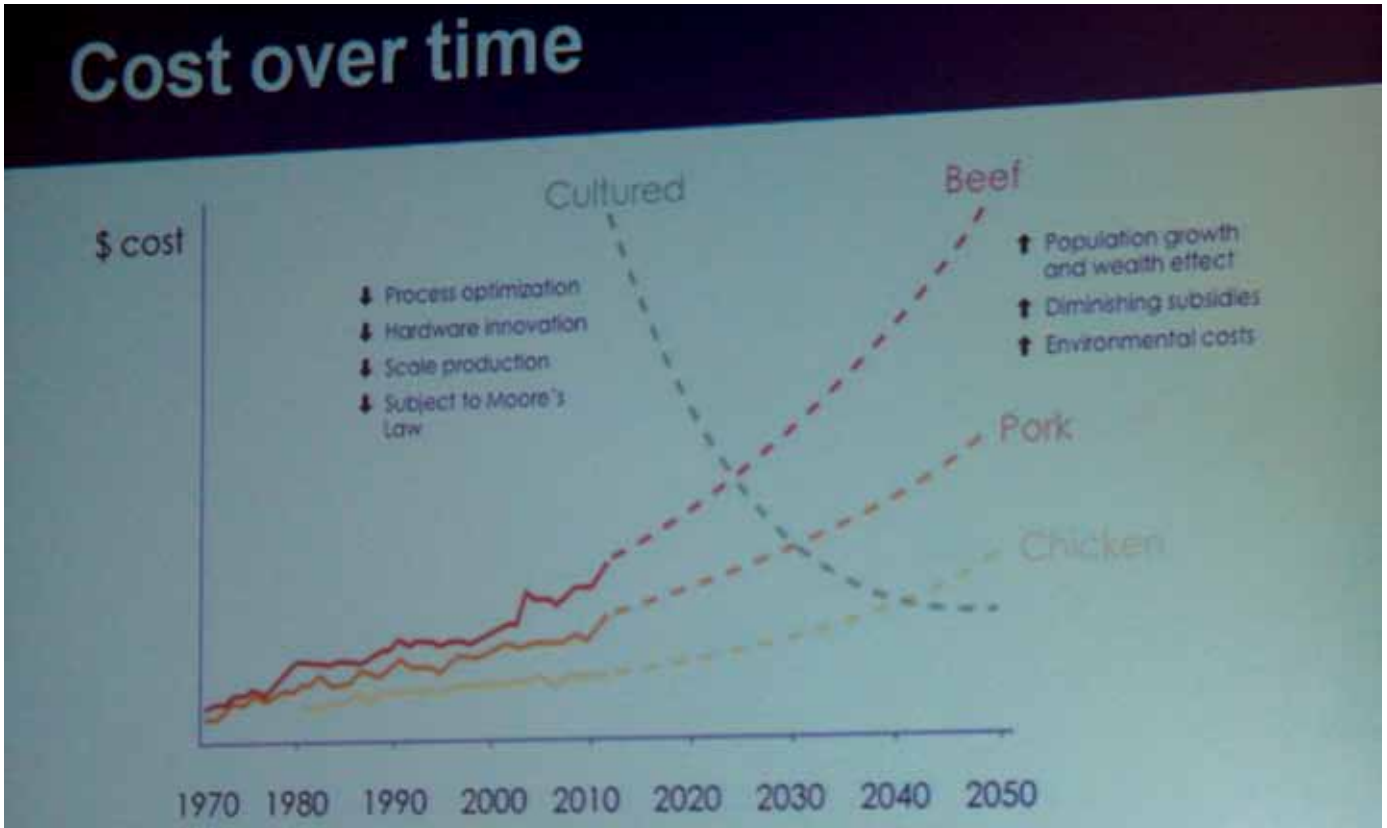 Cost over time
Cultured
Beef
$ cost
Population growth
and wealth effect
Process optimization
Diminishing subsidies
Hardware innovation
Environmental costs
Scale production
Subject to Moore's
Law
Pork
Chicken
1970 1980 1990 2000 2010 2020 2030 2040 2050